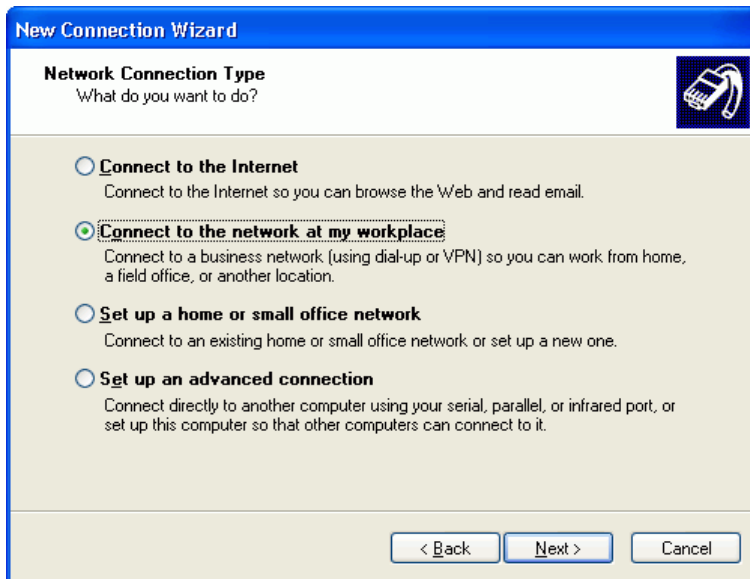 New Connection Wizard
Network Connection Type
What do you want to do?
Connect to the Internet
Connect to the Internet so you can browse the Web and read email.
Connect to the network at my workplace
Connect to a business network (using dial-up or VPN) so you can work from home,
a field office, or another location.
Set up a home or small office network
Connect to an existing home or small office network or set up a new one.
Set up an advanced connection
Connect directly to another computer using your serial, parallel, or infrared port, or
set up this computer so that other computers can connect to it.
< Back Next > Cancel